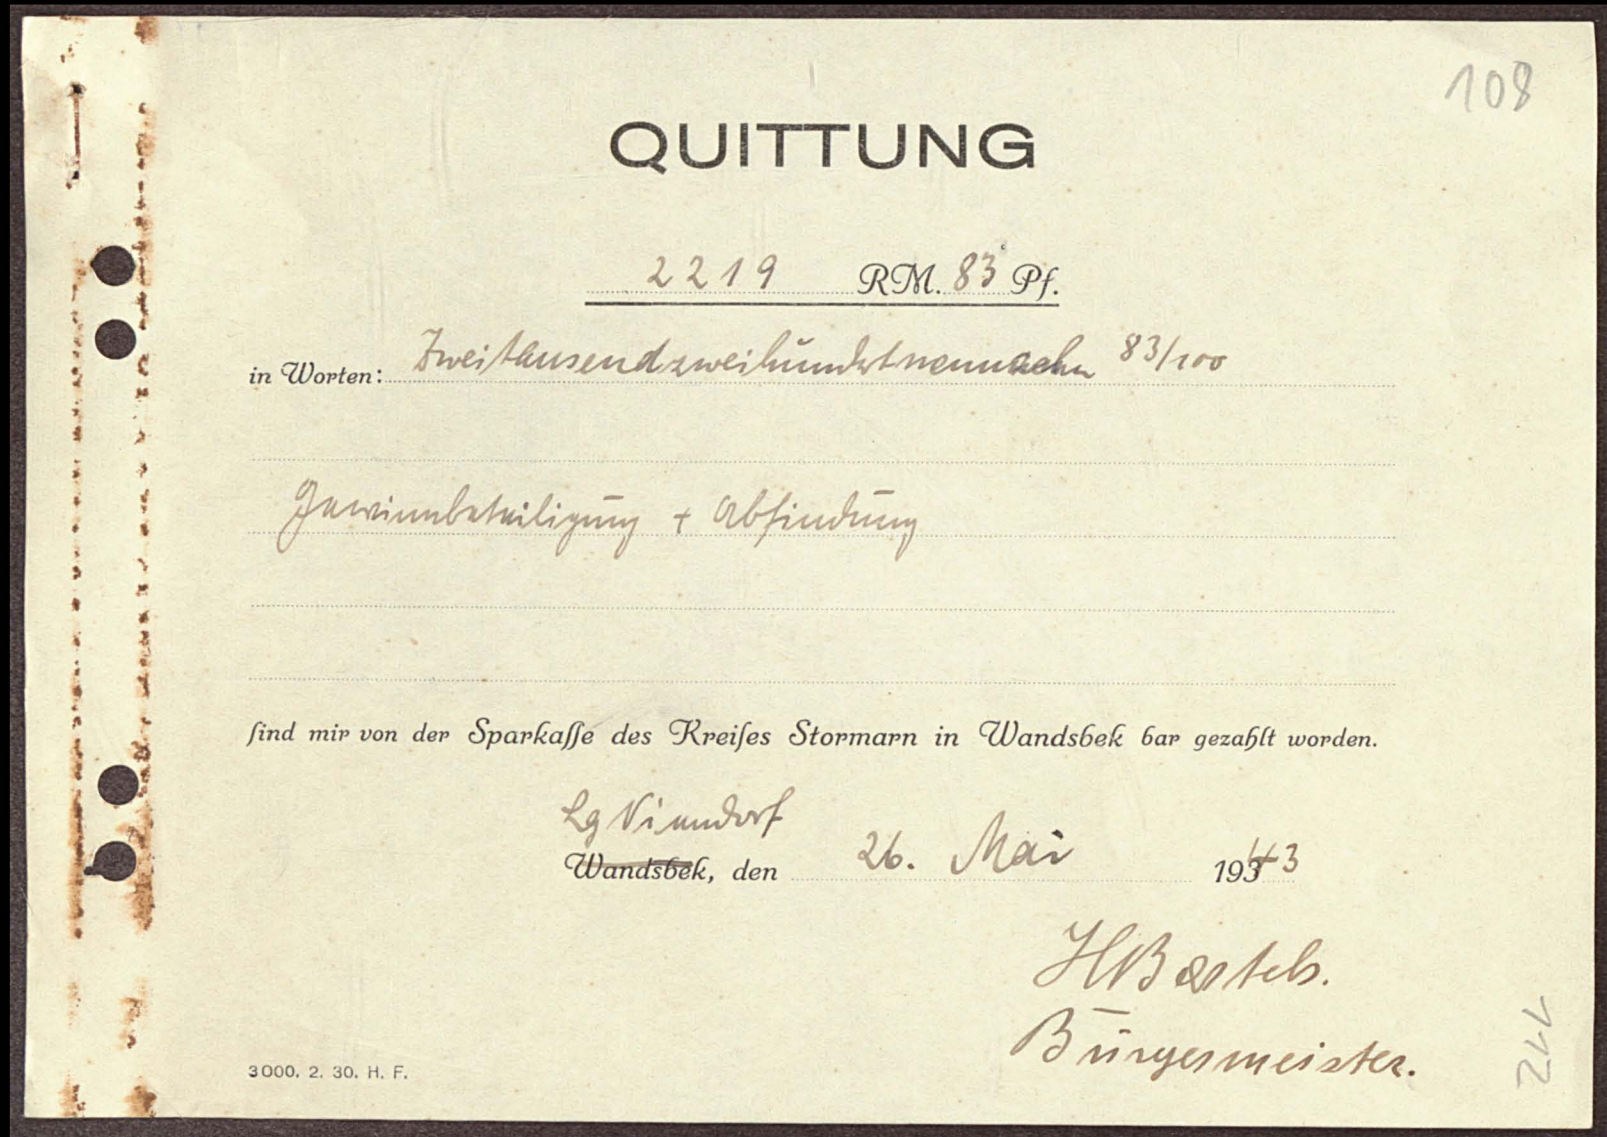 108
QUITTUNG
2219 RM. 83 Pf.
in Worten: Zweitausendzweihundertneunzehn 83/100
Gewinnbeteiligung + Abfindung
sind mir von der Sparkasse des Kreises Stormarn in Wandsbek bar gezahlt worden.
Lg Niendorf
Wandsbek, den 26. Mai 1943
HBartels.
Bürgermeister.
3000. 2. 30. H. F.